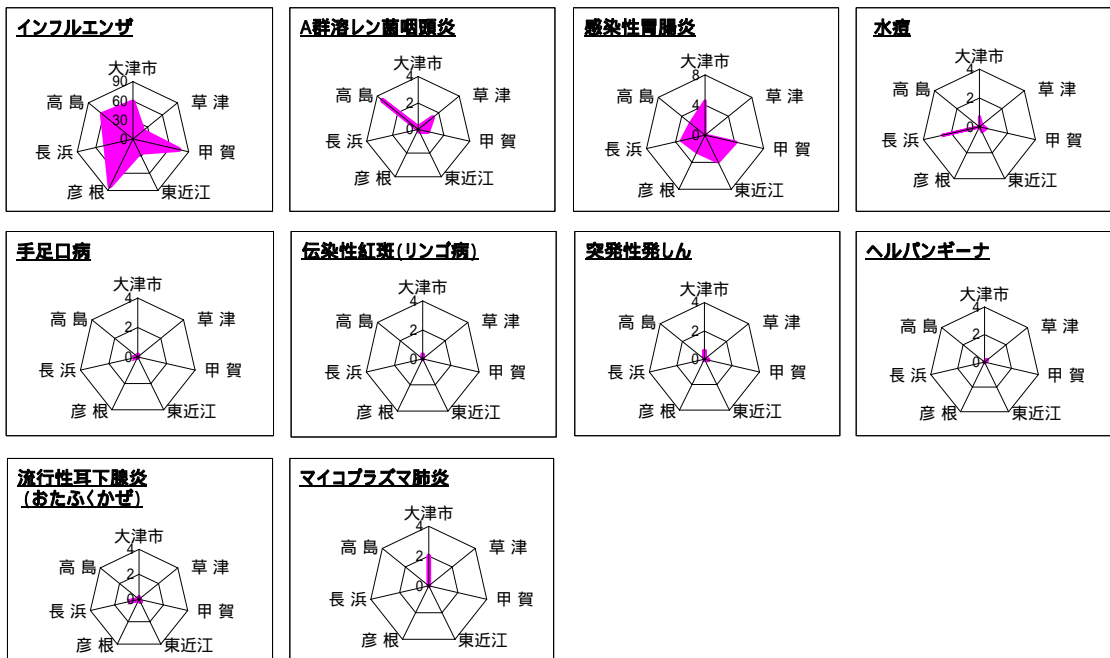 インフルエンザ
大津市
90
60
30
0
草 津
甲 賀
東近江
彦 根
長 浜
高 島
A群溶レン菌咽頭炎
大津市
4
2
0
草 津
甲 賀
東近江
彦 根
長 浜
高 島
感染性胃腸炎
大津市
8
4
0
草 津
甲 賀
東近江
彦 根
長 浜
高 島
水痘
大津市
4
2
0
草 津
甲 賀
東近江
彦 根
長 浜
高 島
手足口病
大津市
4
2
0
草 津
甲 賀
東近江
彦 根
長 浜
高 島
伝染性紅斑(リンゴ病)
大津市
4
2
0
草 津
甲 賀
東近江
彦 根
長 浜
高 島
突発性発しん
大津市
4
2
0
草 津
甲 賀
東近江
彦 根
長 浜
高 島
ヘルパンギーナ
大津市
4
2
0
草 津
甲 賀
東近江
彦 根
長 浜
高 島
流行性耳下腺炎
(おたふくかぜ)
大津市
4
2
0
草 津
甲 賀
東近江
彦 根
長 浜
高 島
マイコプラズマ肺炎
大津市
4
2
0
草 津
甲 賀
東近江
彦 根
長 浜
高 島